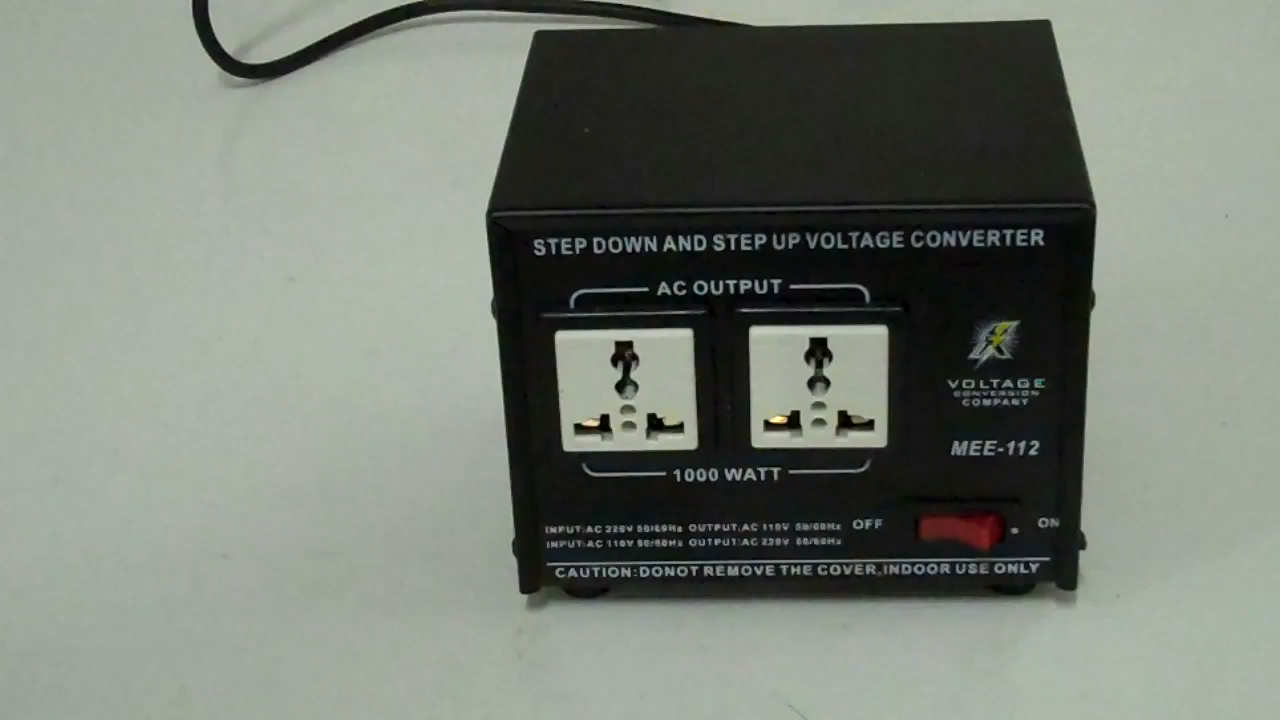 STEP DOWN AND STEP UP VOLTAGE CONVERTER
AC OUTPUT
VOLTAGE
CONVERSION
COMPANY
MEE-112
1000 WATT
INPUT:AC 220V 50/60Hz OUTPUT:AC 110V 50/60Hz
INPUT:AC 110V 50/60Hz OUTPUT:AC 220V 50/60Hz
OFF
ON
CAUTION:DONOT REMOVE THE COVER.INDOOR USE ONLY